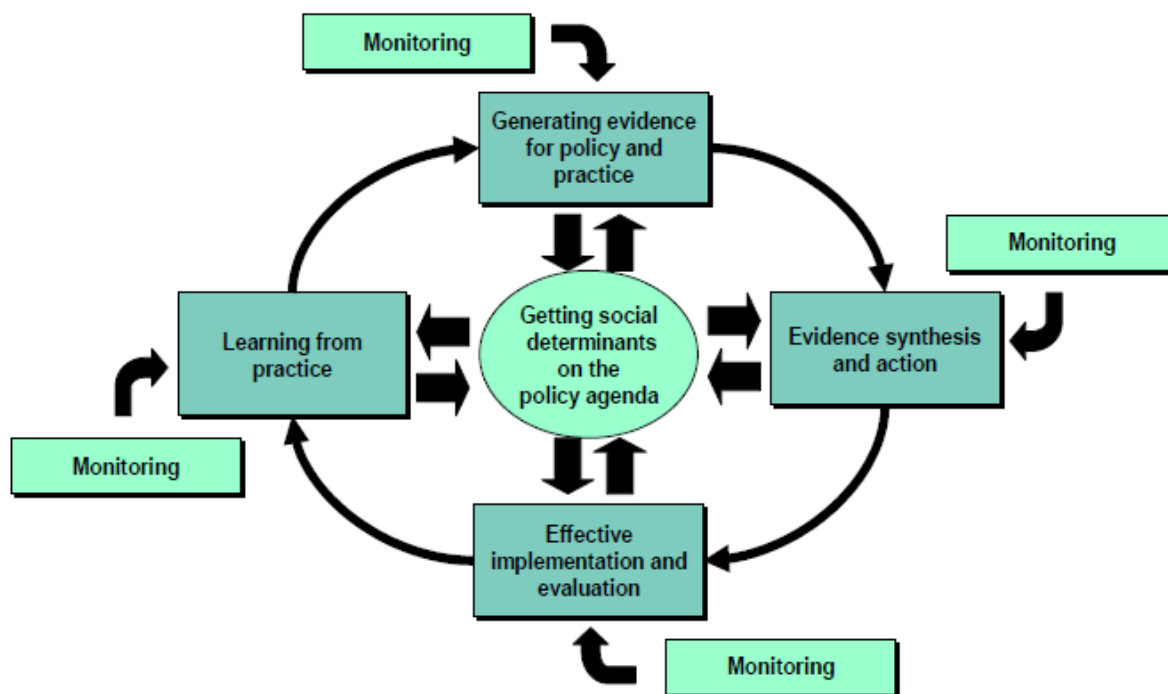 Monitoring
Generating evidence
for policy and
practice
Monitoring
Learning from
practice
Getting social
determinants
on the
policy agenda
Evidence synthesis
and action
Monitoring
Effective
implementation and
evaluation
Monitoring